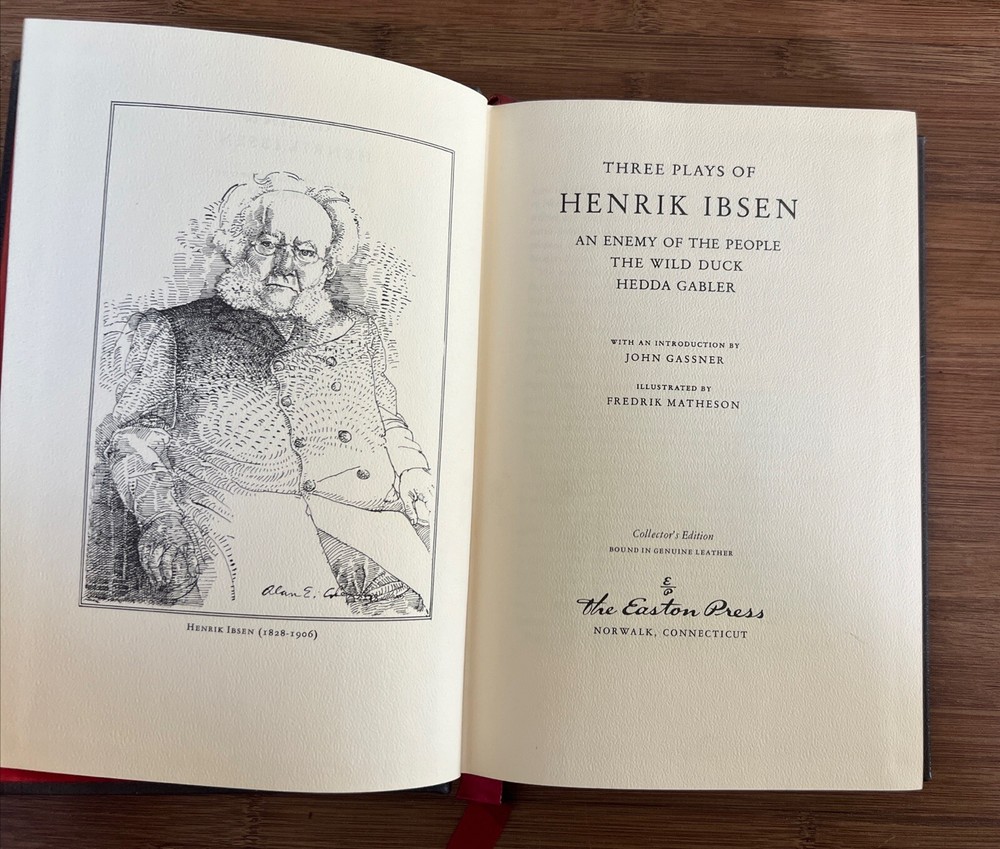 Alan E.
HENRIK IBSEN (1828-1906)
THREE PLAYS OF
HENRIK IBSEN
AN ENEMY OF THE PEOPLE
THE WILD DUCK
HEDDA GABLER
WITH AN INTRODUCTION BY
JOHN GASSNER
ILLUSTRATED BY
FREDRIK MATHESON
Collector's Edition
BOUND IN GENUINE LEATHER
The Easton Press
NORWALK, CONNECTICUT